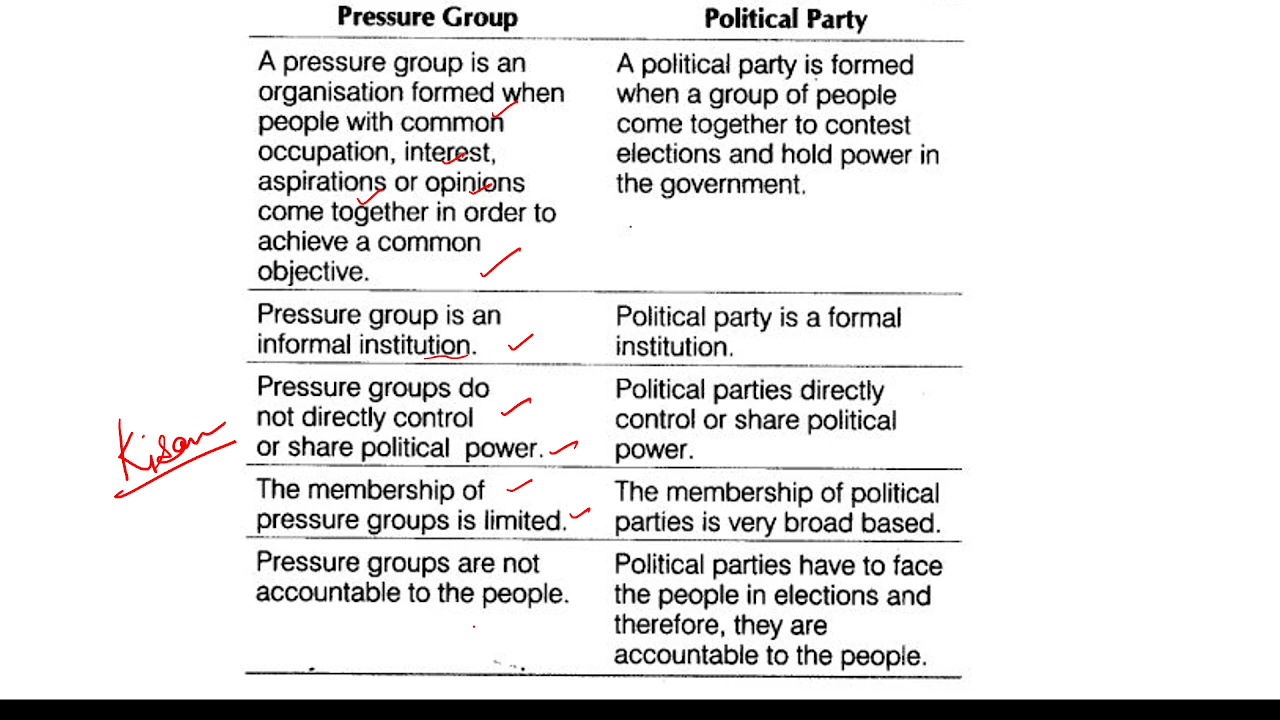 Pressure Group
Political Party
A pressure group is an
organisation formed when
people with common
occupation, interest,
aspirations or opinions
come together in order to
achieve a common
objective.
A political party is formed
when a group of people
come together to contest
elections and hold power in
the government.
Pressure group is an
informal institution.
Political party is a formal
institution.
Pressure groups do
not directly control
or share political power.
Political parties directly
control or share political
power.
Kisan
The membership of
pressure groups is limited.
The membership of political
parties is very broad based.
Pressure groups are not
accountable to the people.
Political parties have to face
the people in elections and
therefore, they are
accountable to the people.